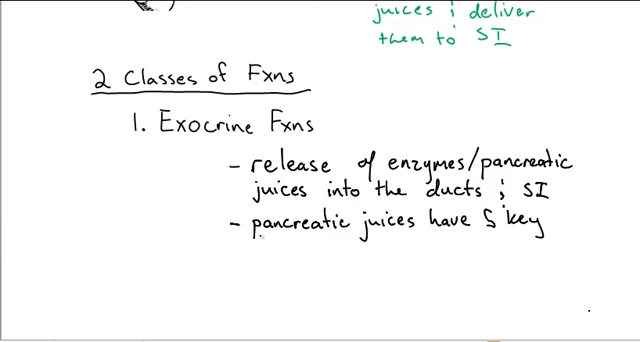 juices & deliver
them to SI
2 Classes of Fxns
1. Exocrine Fxns
- release of enzymes/pancreatic
juices into the ducts & SI
- pancreatic juices have 5 key